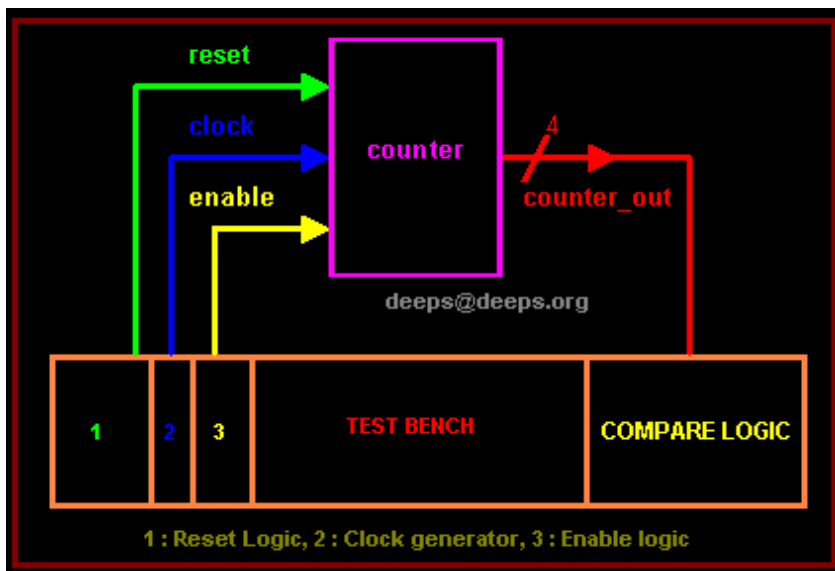 reset
clock
enable
counter
4
counter_out
deeps@deeps.org
1
2
3
TEST BENCH
COMPARE LOGIC
1 : Reset Logic, 2 : Clock generator, 3 : Enable logic